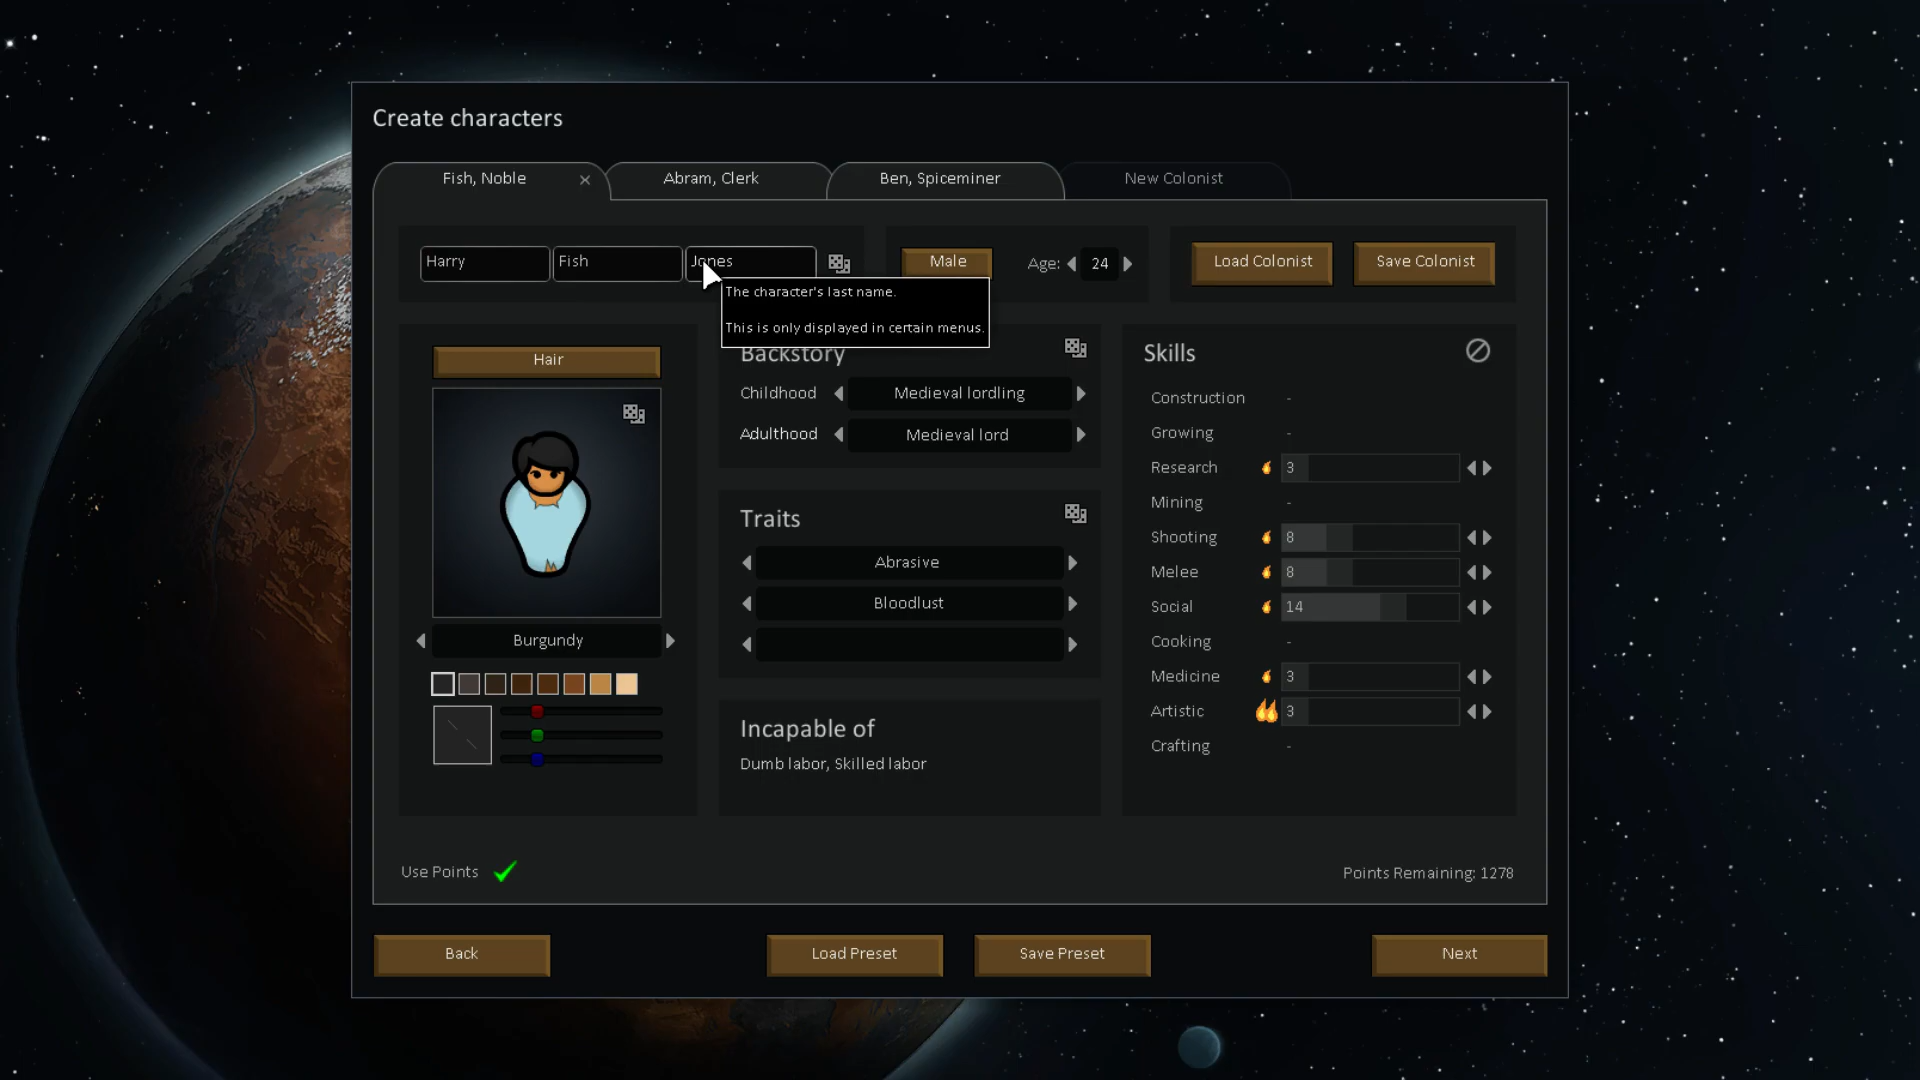 Create characters
Fish, Noble
Abram, Clerk
Ben, Spiceminer
New Colonist
Harry
Fish
Jones
Male
Age:
24
Load Colonist
Save Colonist
The character's last name.
This is only displayed in certain menus.
Hair
Burgundy
Backstory
Childhood
Medieval lordling
Adulthood
Medieval lord
Traits
Abrasive
Bloodlust
Incapable of
Dumb labor, Skilled labor
Skills
Construction -
Growing -
Research 3
Mining -
Shooting 8
Melee 8
Social 14
Cooking -
Medicine 3
Artistic 3
Crafting -
Use Points
Points Remaining: 1278
Back
Load Preset
Save Preset
Next